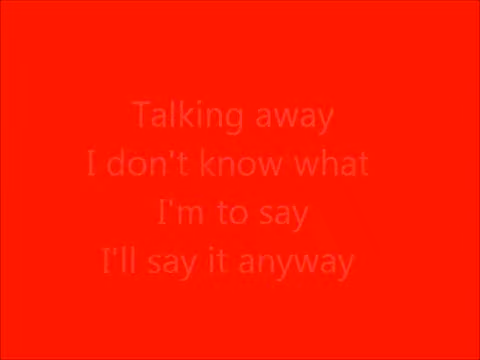 Talking away
I don't know what
I'm to say
I'll say it anyway